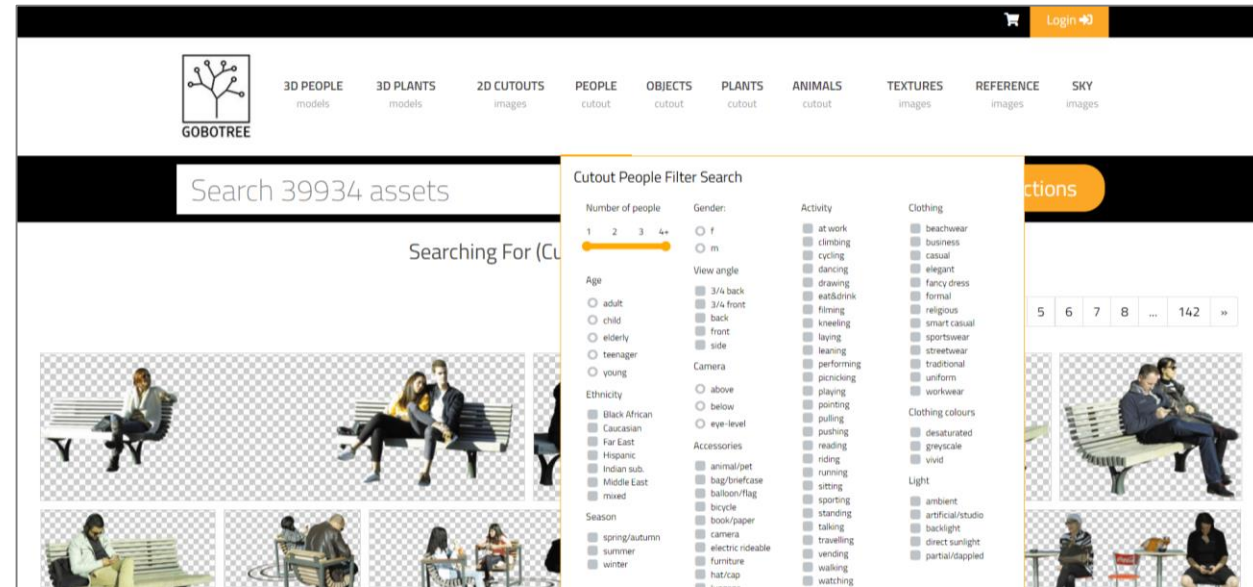 Login
3D PEOPLE
models
3D PLANTS
models
2D CUTOUTS
images
PEOPLE
cutout
OBJECTS
cutout
PLANTS
cutout
ANIMALS
cutout
TEXTURES
images
REFERENCE
images
SKY
images
GOBOTREE
Search 39934 assets
ctions
Searching For (Cu
5 6 7 8 ... 142 »
Cutout People Filter Search
Number of people
1 2 3 4+
Age
adult
child
elderly
teenager
young
Ethnicity
Black African
Caucasian
Far East
Hispanic
Indian sub.
Middle East
mixed
Season
spring/autumn
summer
winter
Gender:
f
m
View angle
3/4 back
3/4 front
back
front
side
Camera
above
below
eye-level
Accessories
animal/pet
bag/briefcase
balloon/flag
bicycle
book/paper
camera
electric rideable
furniture
hat/cap
Activity
at work
climbing
cycling
dancing
drawing
eat&drink
filming
kneeling
laying
leaning
performing
picnicking
playing
pointing
pulling
pushing
reading
riding
running
sitting
sporting
standing
talking
travelling
vending
walking
watching
Clothing
beachwear
business
casual
elegant
fancy dress
formal
religious
smart casual
sportswear
streetwear
traditional
uniform
workwear
Clothing colours
desaturated
greyscale
vivid
Light
ambient
artificial/studio
backlight
direct sunlight
partial/dappled